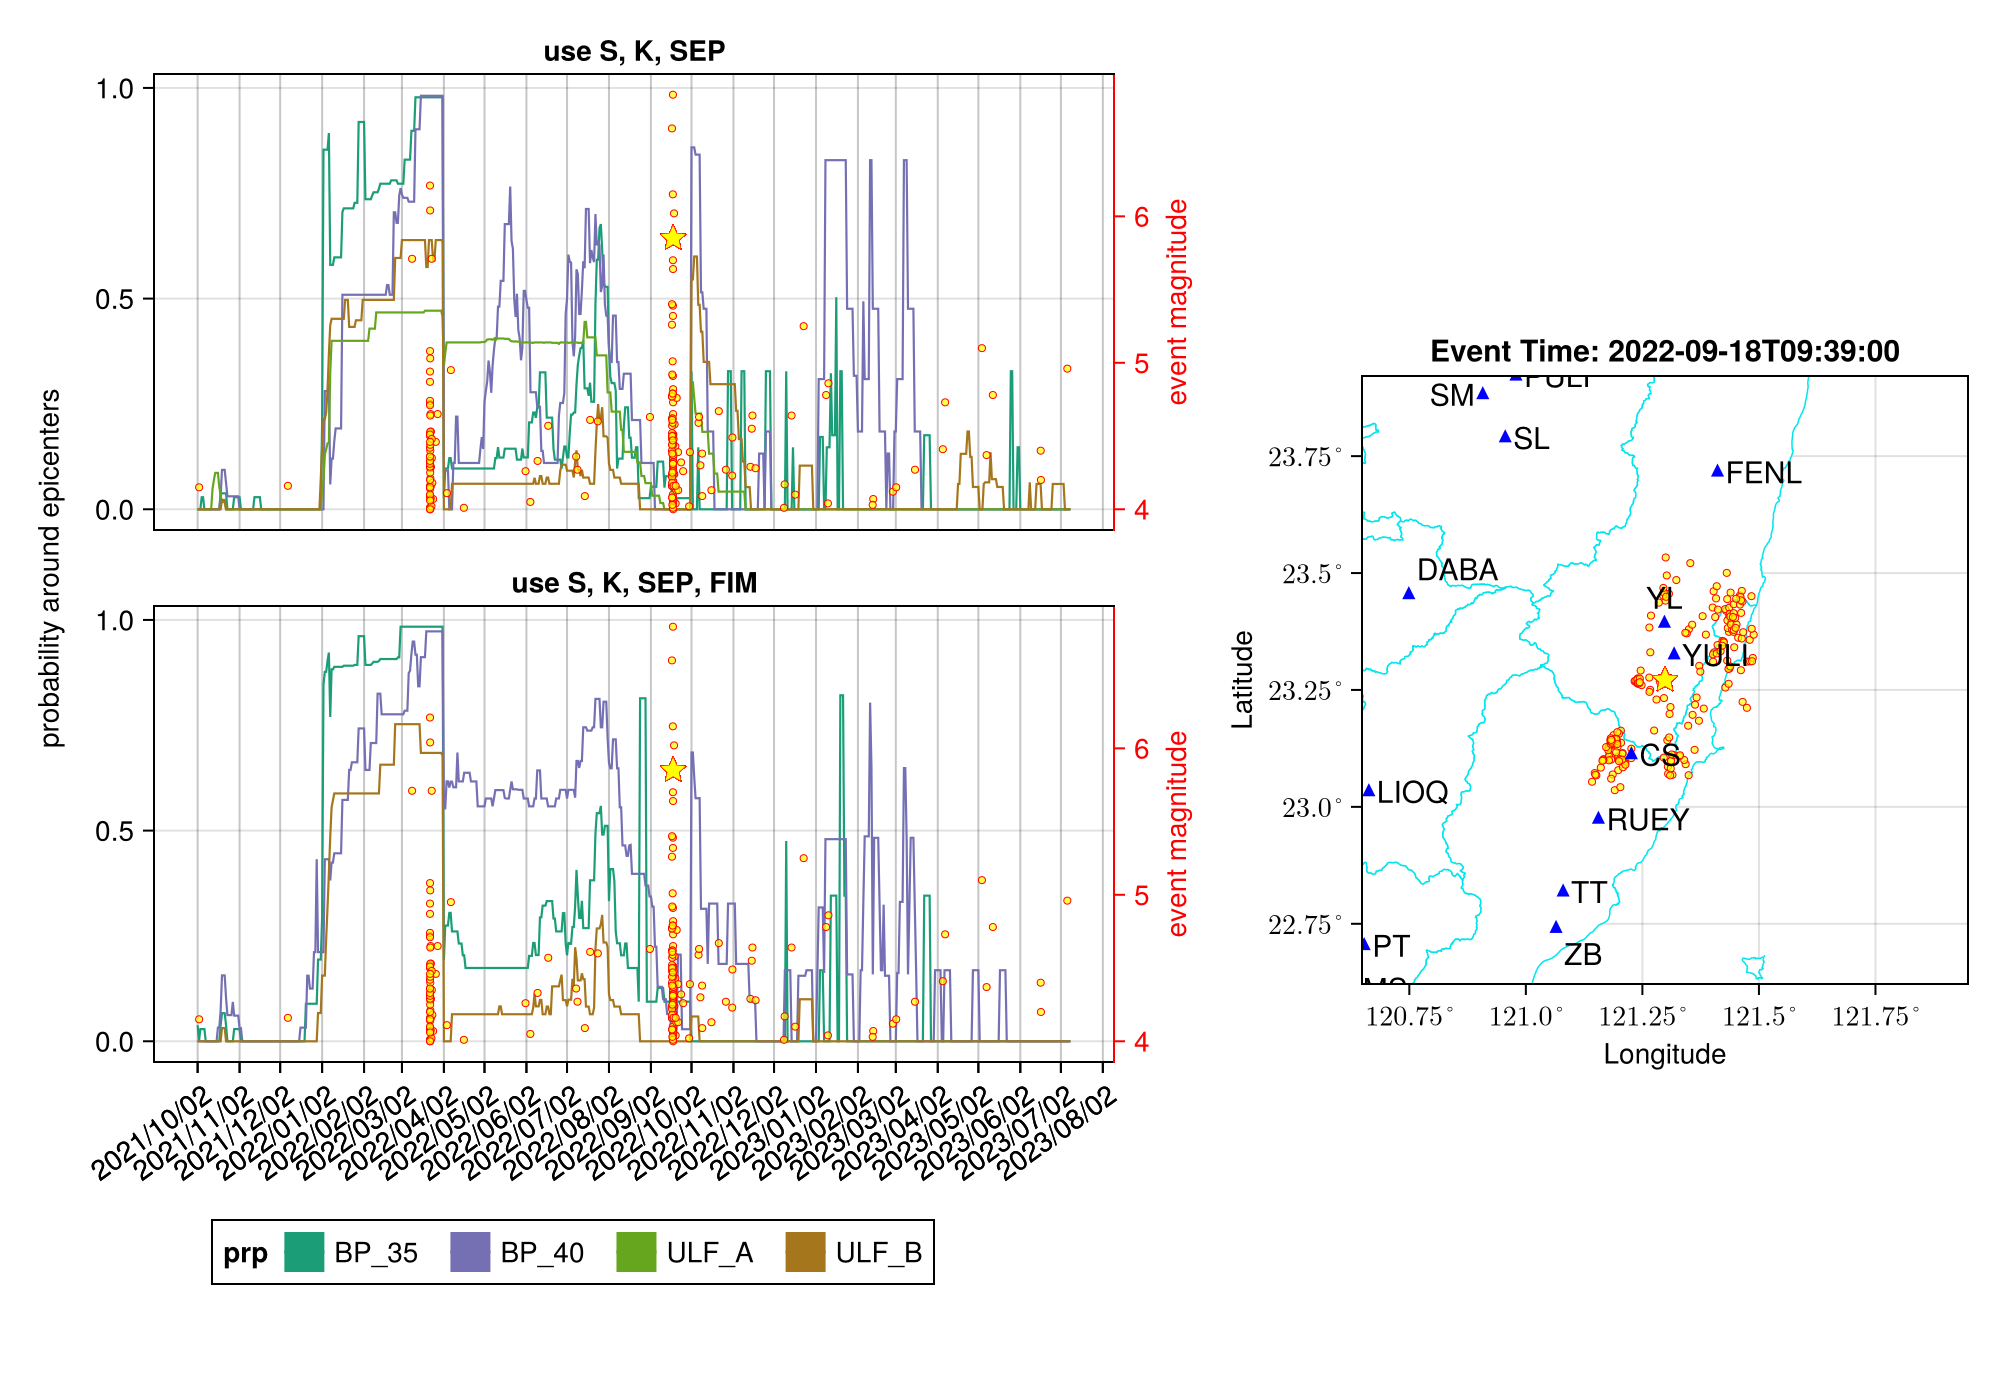 use S, K, SEP
1.0
0.5
0.0
6
5
4
event magnitude
probability around epicenters
use S, K, SEP, FIM
1.0
0.5
0.0
6
5
4
event magnitude
2021/10/02
2021/11/02
2021/12/02
2022/01/02
2022/02/02
2022/03/02
2022/04/02
2022/05/02
2022/06/02
2022/07/02
2022/08/02
2022/09/02
2022/10/02
2022/11/02
2022/12/02
2023/01/02
2023/02/02
2023/03/02
2023/04/02
2023/05/02
2023/06/02
2023/07/02
2023/08/02
prp BP_35 BP_40 ULF_A ULF_B
Event Time: 2022-09-18T09:39:00
PULI
SM
SL
FENL
DABA
YL
YULI
CS
LIOQ
RUEY
TT
ZB
PT
23.75°
23.5°
23.25°
23.0°
22.75°
Latitude
120.75° 121.0° 121.25° 121.5° 121.75°
Longitude